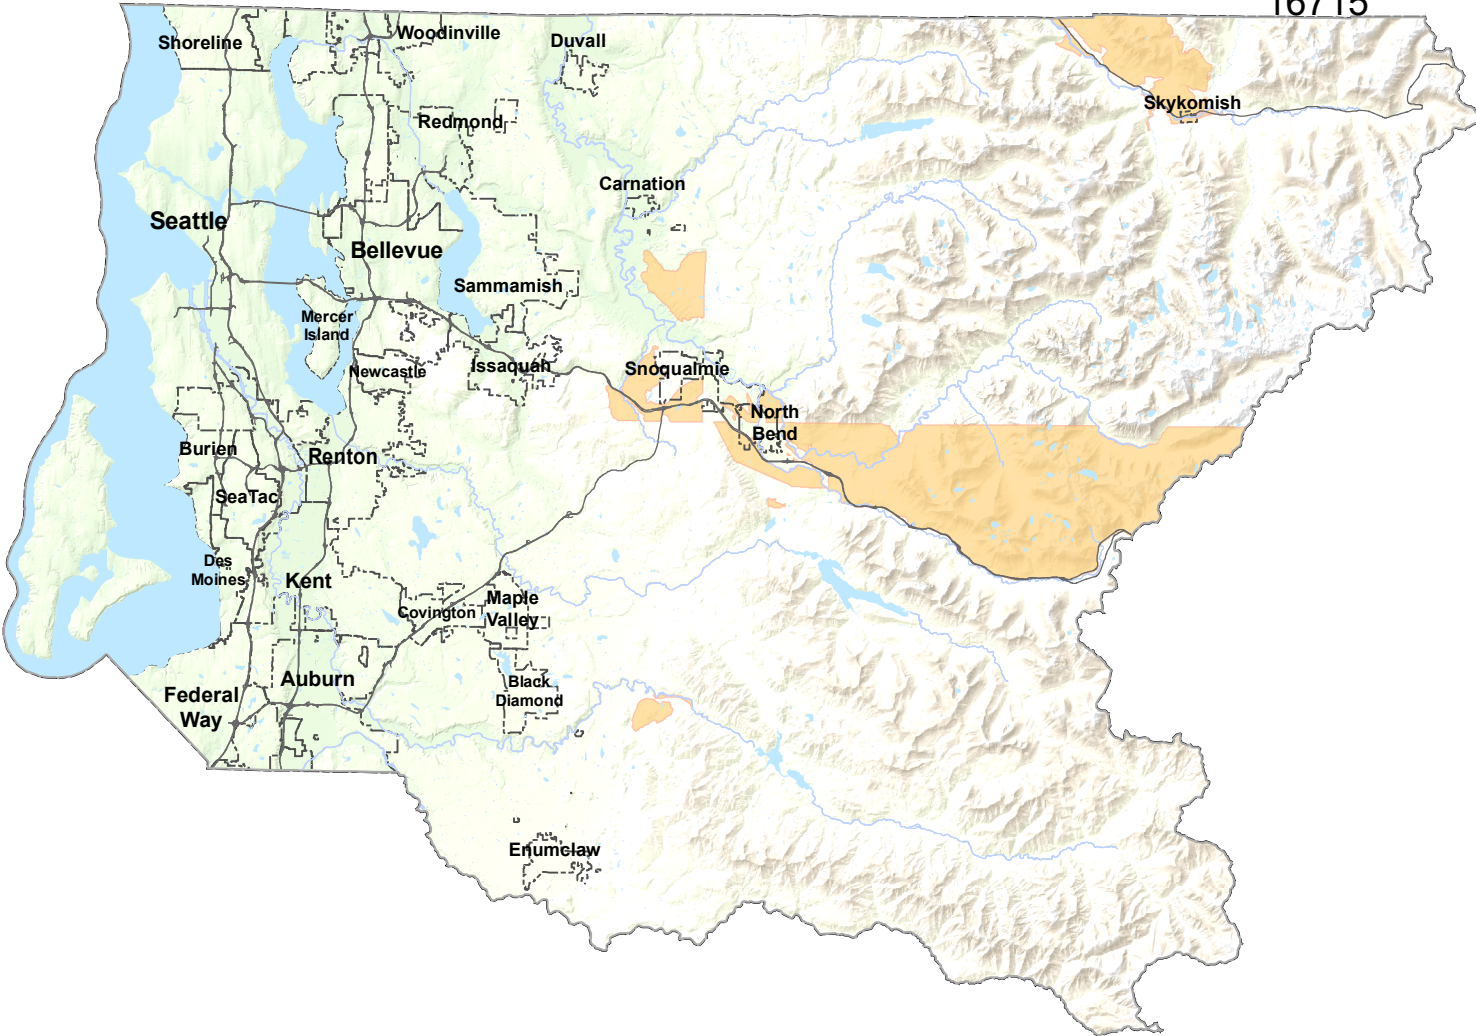 16715
Shoreline
Woodinville
Duvall
Skykomish
Redmond
Carnation
Seattle
Bellevue
Sammamish
Mercer
Island
Newcastle
Issaquah
Snoqualmie
North
Bend
Burien
Renton
SeaTac
Des
Moines
Kent
Covington
Maple
Valley
Auburn
Black
Diamond
Federal
Way
Enumclaw